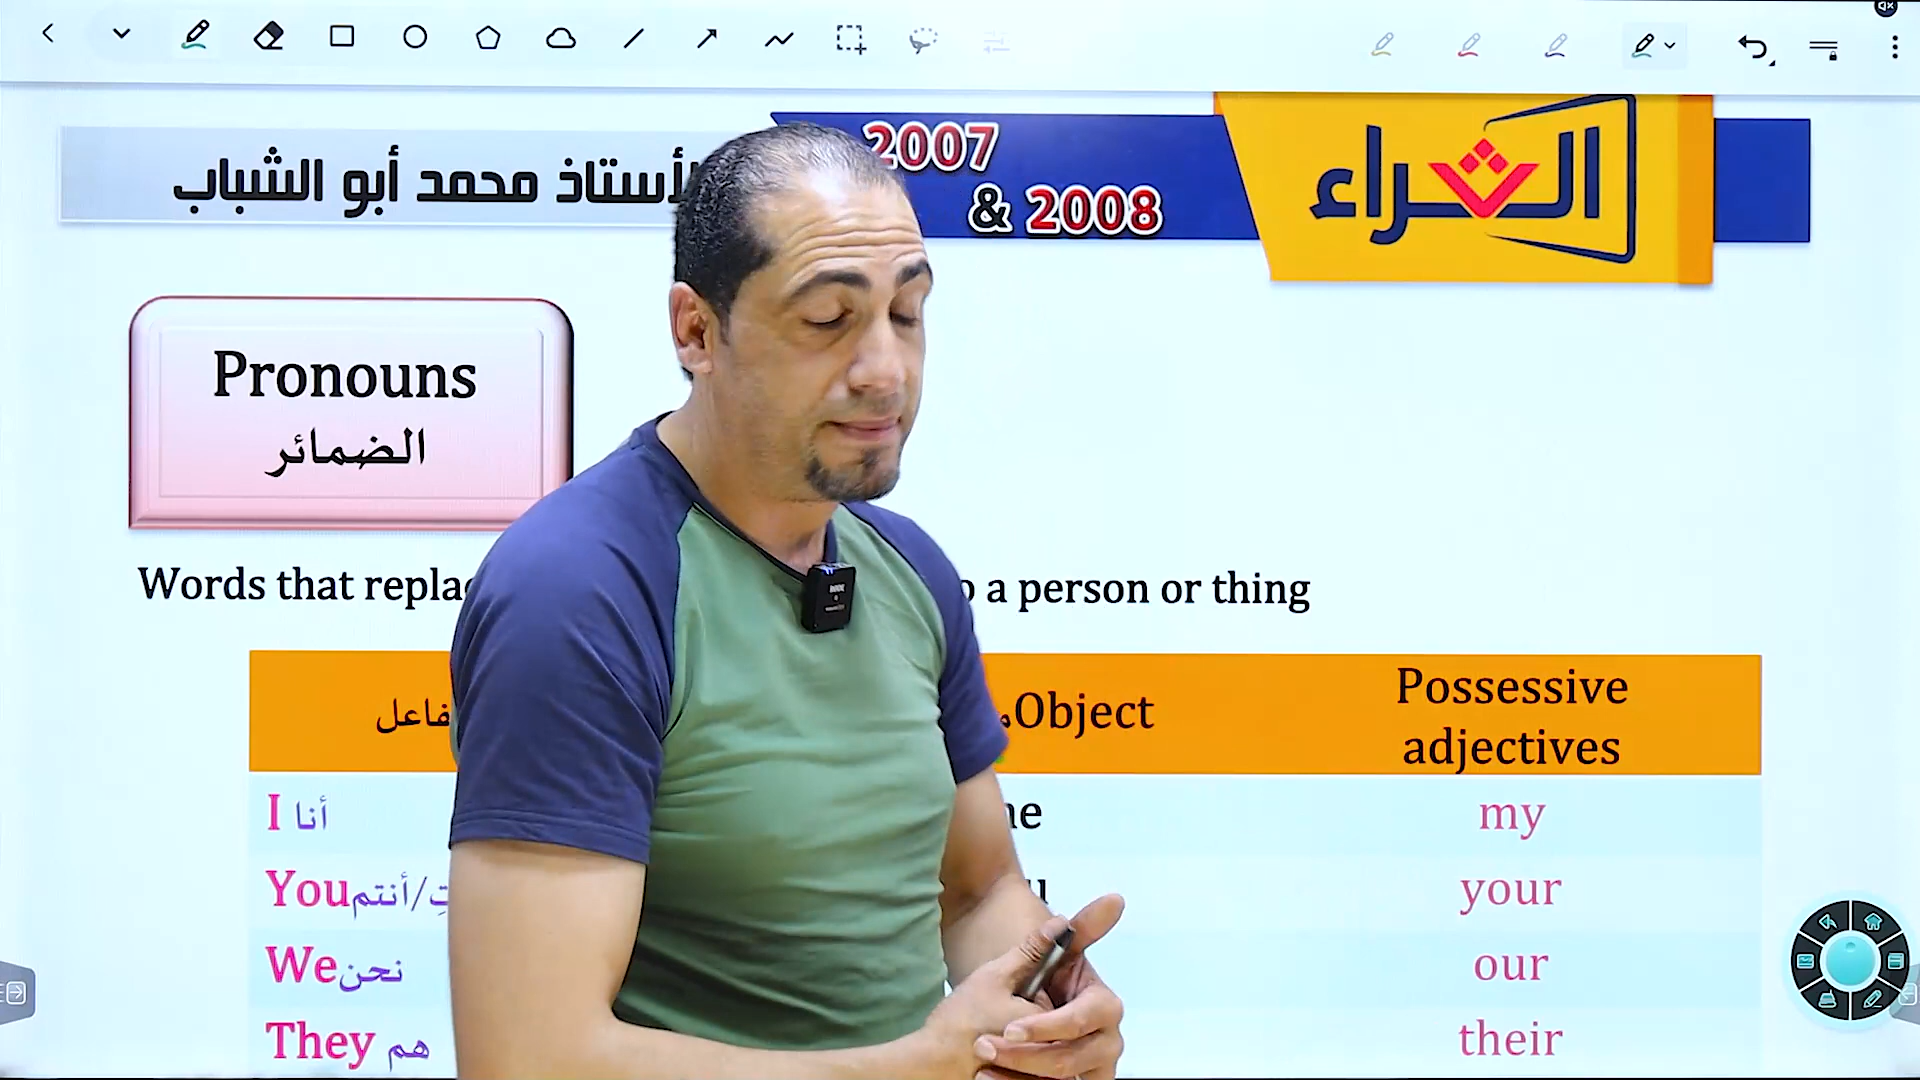 الأستاذ محمد أبو الشباب
2007
& 2008
الثراء
Pronouns
الضمائر
Words that
a person or thing
فاعل
Object
Possessive
adjectives
I أنا
my
You أنتم
your
We نحن
our
They هم
their